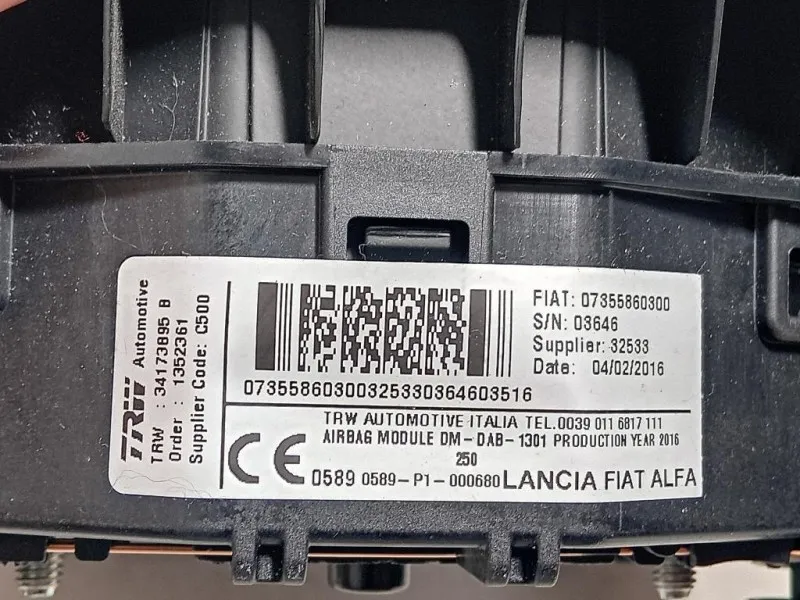 TRW Automotive
TRW : 34173895 B
Order : 1352361
Supplier Code: C500
FIAT: 07355860300
S/N: 03646
Supplier: 32533
Date: 04/02/2016
07355860300325330364603516
TRW AUTOMOTIVE ITALIA TEL.0039 011 6817 111
AIRBAG MODULE DM-DAB-1301 PRODUCTION YEAR 2016
250
CE 0589 0589-P1-000680 LANCIA FIAT ALFA